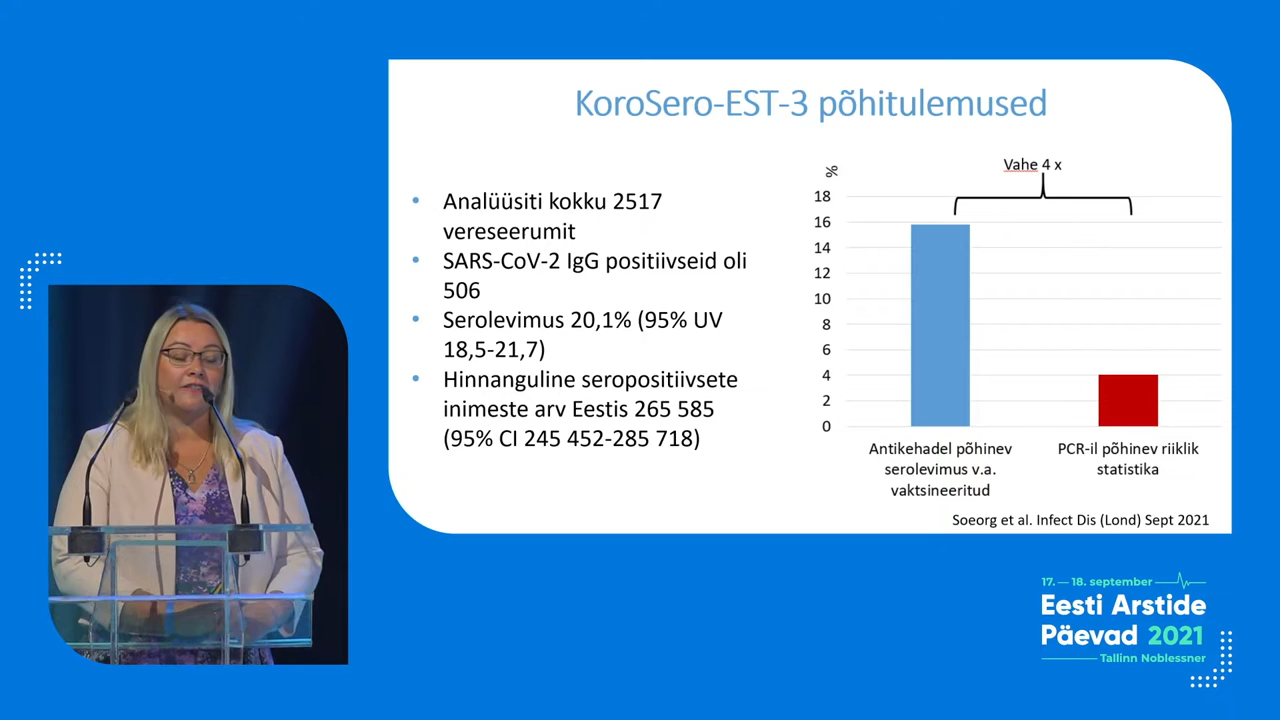 KoroSero-EST-3 põhitulemused
• Analüüsiti kokku 2517
vereseerumit
• SARS-CoV-2 IgG positiivseid oli
506
• Serolevimus 20,1% (95% UV
18,5-21,7)
• Hinnanguline seropositiivsete
inimeste arv Eestis 265 585
(95% CI 245 452-285 718)
%
Vahe 4 x
18
16
14
12
10
8
6
4
2
0
Antikehadel põhinev
serolevimus v.a.
vaktsineeritud
PCR-il põhinev riiklik
statistika
Soeorg et al. Infect Dis (Lond) Sept 2021
17. — 18. september
Eesti Arstide
Päevad 2021
Tallinn Noblessner